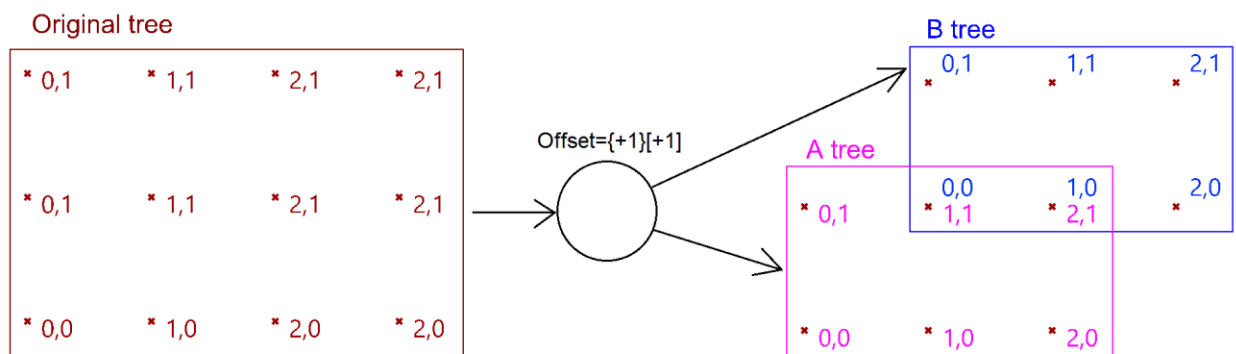 Original tree
0,1 1,1 2,1 2,1
0,1 1,1 2,1 2,1
0,0 1,0 2,0 2,0
Offset={+1}[+1]
B tree
0,1 1,1 2,1
0,0 1,0 2,0
A tree
0,1 1,1 2,1
0,0 1,0 2,0